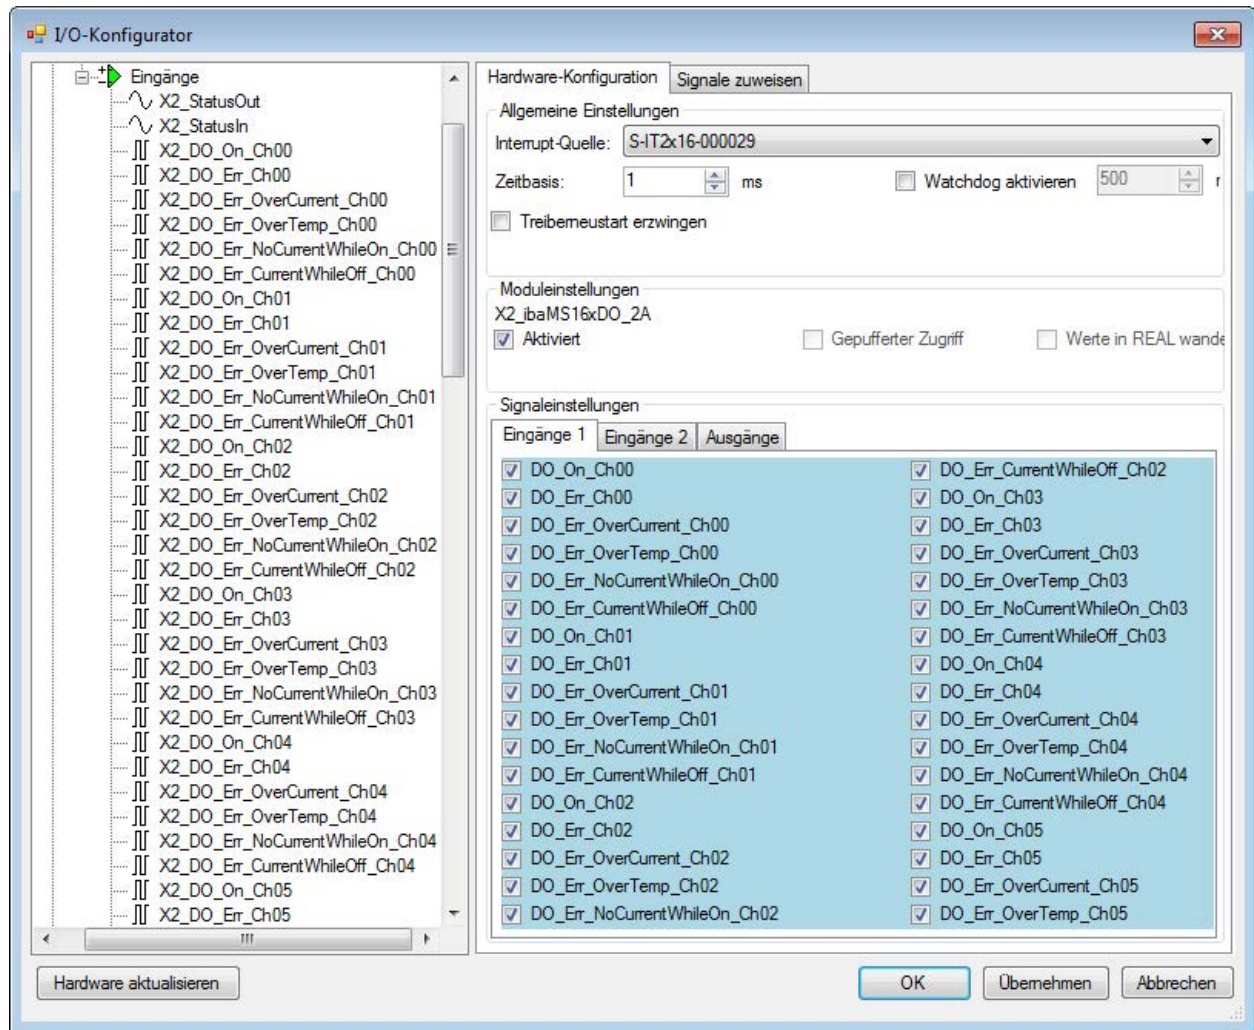 I/O-Konfigurator
Eingänge
X2_StatusOut
X2_StatusIn
X2_DO_On_Ch00
X2_DO_Err_Ch00
X2_DO_Err_OverCurrent_Ch00
X2_DO_Err_OverTemp_Ch00
X2_DO_Err_NoCurrentWhileOn_Ch00
X2_DO_Err_CurrentWhileOff_Ch00
X2_DO_On_Ch01
X2_DO_Err_Ch01
X2_DO_Err_OverCurrent_Ch01
X2_DO_Err_OverTemp_Ch01
X2_DO_Err_NoCurrentWhileOn_Ch01
X2_DO_Err_CurrentWhileOff_Ch01
X2_DO_On_Ch02
X2_DO_Err_Ch02
X2_DO_Err_OverCurrent_Ch02
X2_DO_Err_OverTemp_Ch02
X2_DO_Err_NoCurrentWhileOn_Ch02
X2_DO_Err_CurrentWhileOff_Ch02
X2_DO_On_Ch03
X2_DO_Err_Ch03
X2_DO_Err_OverCurrent_Ch03
X2_DO_Err_OverTemp_Ch03
X2_DO_Err_NoCurrentWhileOn_Ch03
X2_DO_Err_CurrentWhileOff_Ch03
X2_DO_On_Ch04
X2_DO_Err_Ch04
X2_DO_Err_OverCurrent_Ch04
X2_DO_Err_OverTemp_Ch04
X2_DO_Err_NoCurrentWhileOn_Ch04
X2_DO_Err_CurrentWhileOff_Ch04
X2_DO_On_Ch05
X2_DO_Err_Ch05
Hardware-Konfiguration Signale zuweisen
Allgemeine Einstellungen
Interrupt-Quelle: S-IT2x16-000029
Zeitbasis: 1 ms Watchdog aktivieren 500 r
Treiberneustart erzwingen
Moduleinstellungen
X2_ibaMS16xDO_2A
Aktiviert Gepufferter Zugriff Werte in REAL wande
Signaleinstellungen
Eingänge 1 Eingänge 2 Ausgänge
DO_On_Ch00
DO_Err_Ch00
DO_Err_OverCurrent_Ch00
DO_Err_OverTemp_Ch00
DO_Err_NoCurrentWhileOn_Ch00
DO_Err_CurrentWhileOff_Ch00
DO_On_Ch01
DO_Err_Ch01
DO_Err_OverCurrent_Ch01
DO_Err_OverTemp_Ch01
DO_Err_NoCurrentWhileOn_Ch01
DO_Err_CurrentWhileOff_Ch01
DO_On_Ch02
DO_Err_Ch02
DO_Err_OverCurrent_Ch02
DO_Err_OverTemp_Ch02
DO_Err_NoCurrentWhileOn_Ch02
DO_Err_CurrentWhileOff_Ch02
DO_On_Ch03
DO_Err_Ch03
DO_Err_OverCurrent_Ch03
DO_Err_OverTemp_Ch03
DO_Err_NoCurrentWhileOn_Ch03
DO_Err_CurrentWhileOff_Ch03
DO_On_Ch04
DO_Err_Ch04
DO_Err_OverCurrent_Ch04
DO_Err_OverTemp_Ch04
DO_Err_NoCurrentWhileOn_Ch04
DO_Err_CurrentWhileOff_Ch04
DO_On_Ch05
DO_Err_Ch05
DO_Err_OverCurrent_Ch05
DO_Err_OverTemp_Ch05
Hardware aktualisieren OK Übernehmen Abbrechen